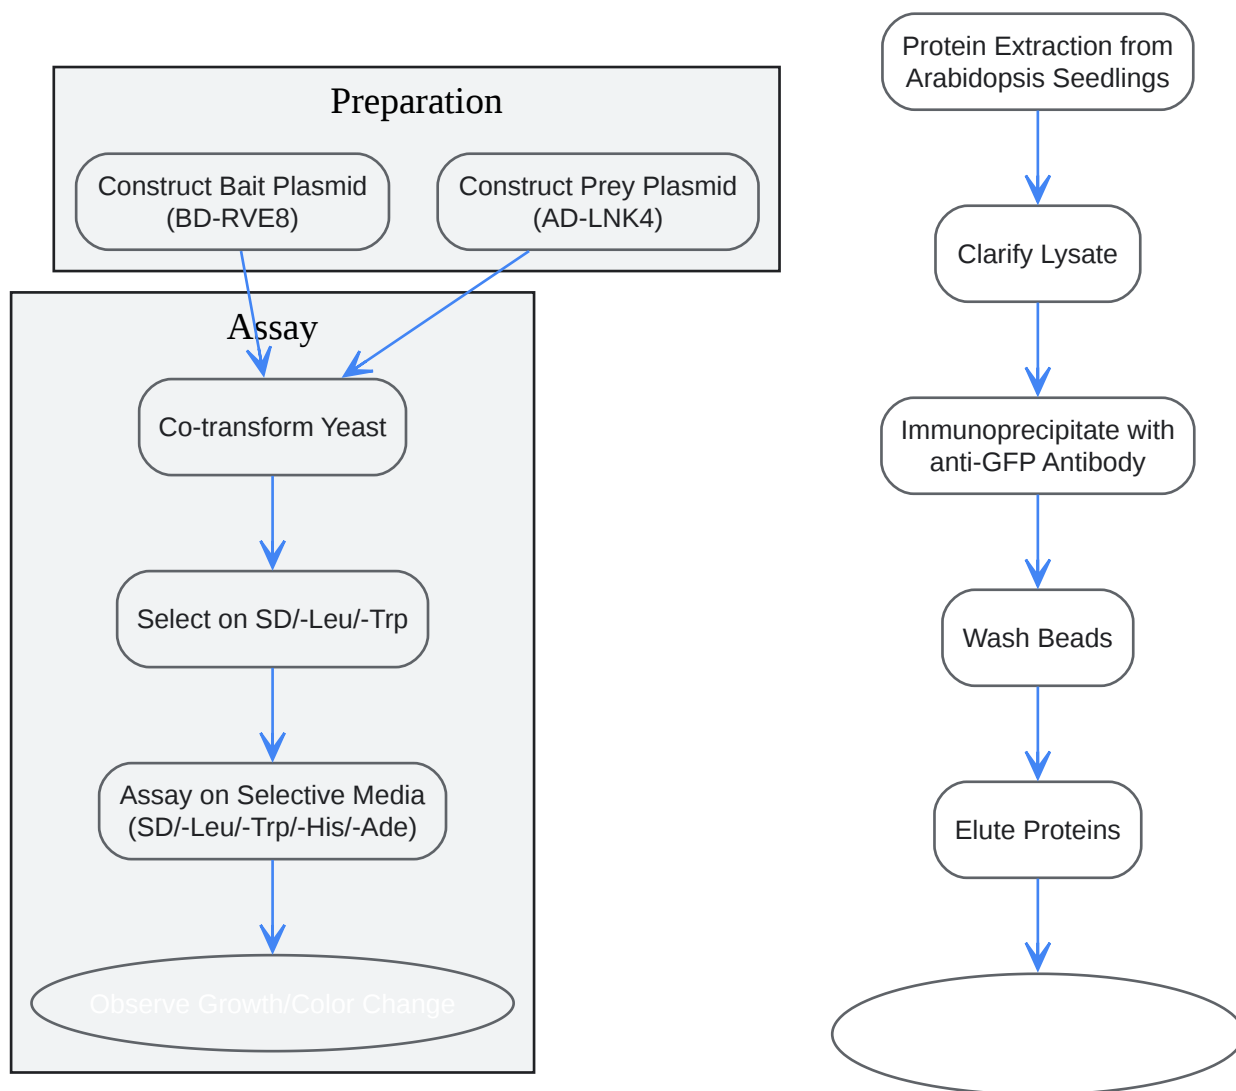 Preparation
Construct Bait Plasmid
(BD-RVE8)
Construct Prey Plasmid
(AD-LNK4)
Assay
Co-transform Yeast
Select on SD/-Leu/-Trp
Assay on Selective Media
(SD/-Leu/-Trp/-His/-Ade)
Observe Growth/Color Change
Protein Extraction from
Arabidopsis Seedlings
Clarify Lysate
Immunoprecipitate with
anti-GFP Antibody
Wash Beads
Elute Proteins